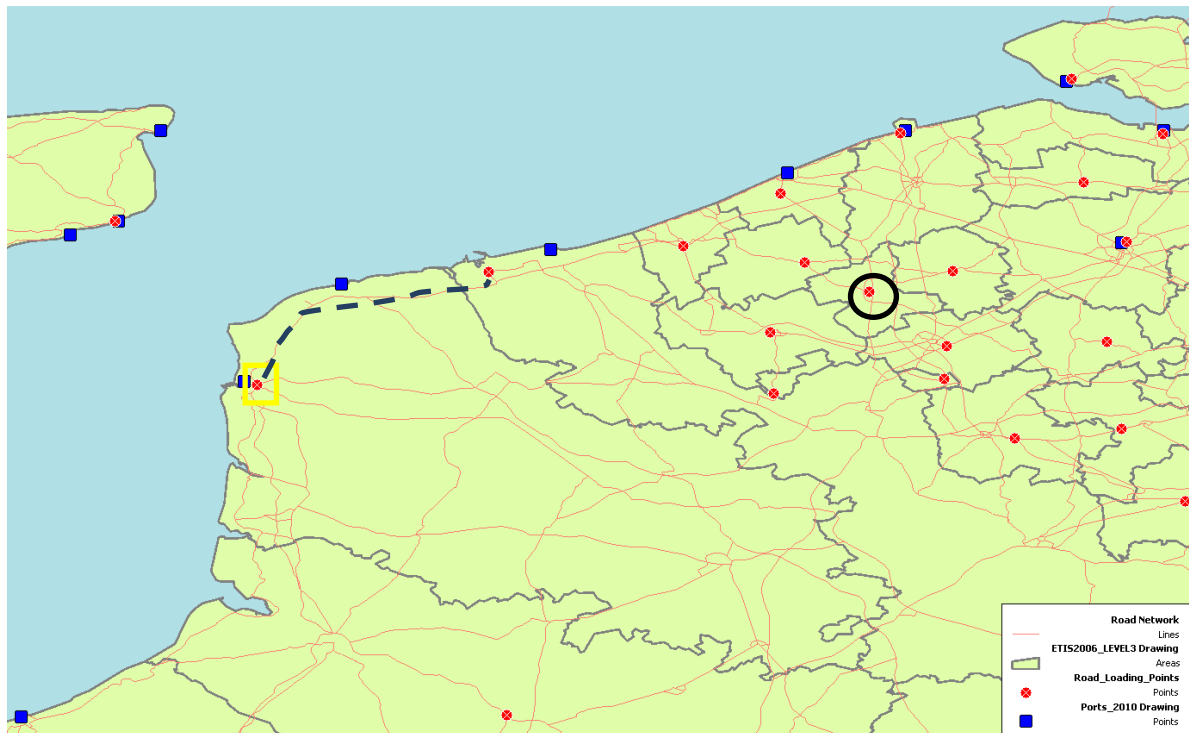 Road Network
Lines
ETIS2006_LEVEL3 Drawing
Areas
Road_Loading_Points
Points
Ports_2010 Drawing
Points